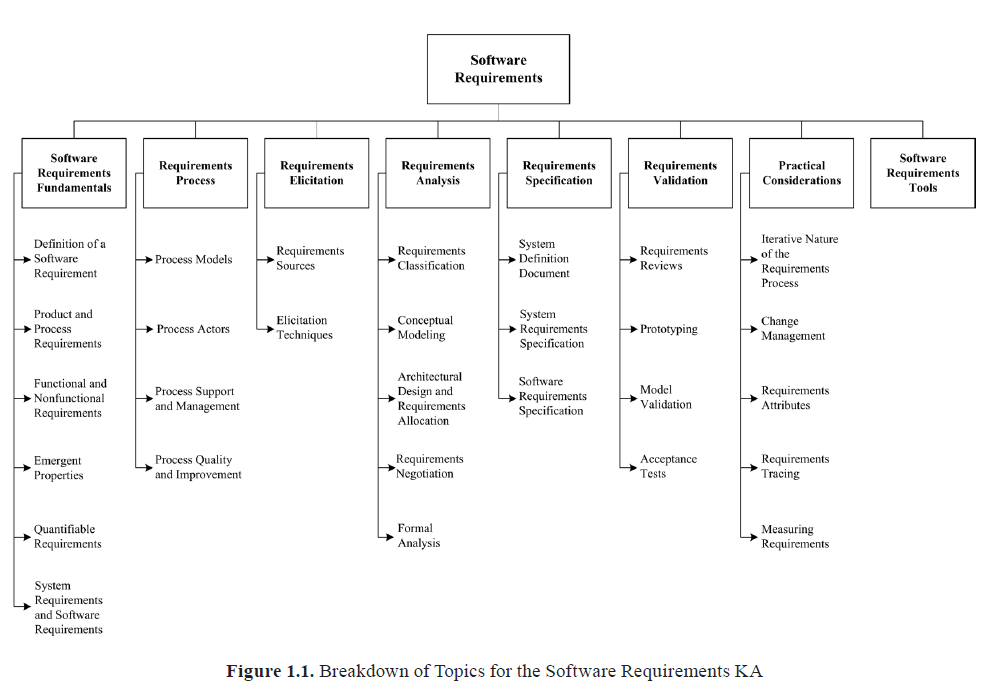 Software
Requirements
Software
Requirements
Fundamentals
Requirements
Process
Requirements
Elicitation
Requirements
Analysis
Requirements
Specification
Requirements
Validation
Practical
Considerations
Software
Requirements
Tools
Definition of a
Software
Requirement
Product and
Process
Requirements
Functional and
Nonfunctional
Requirements
Emergent
Properties
Quantifiable
Requirements
System
Requirements
and Software
Requirements
Process Models
Process Actors
Process Support
and Management
Process Quality
and Improvement
Requirements
Sources
Elicitation
Techniques
Requirements
Classification
Conceptual
Modeling
Architectural
Design and
Requirements
Allocation
Requirements
Negotiation
Formal
Analysis
System
Definition
Document
System
Requirements
Specification
Software
Requirements
Specification
Requirements
Reviews
Prototyping
Model
Validation
Acceptance
Tests
Iterative Nature
of the
Requirements
Process
Change
Management
Requirements
Attributes
Requirements
Tracing
Measuring
Requirements
Figure 1.1. Breakdown of Topics for the Software Requirements KA